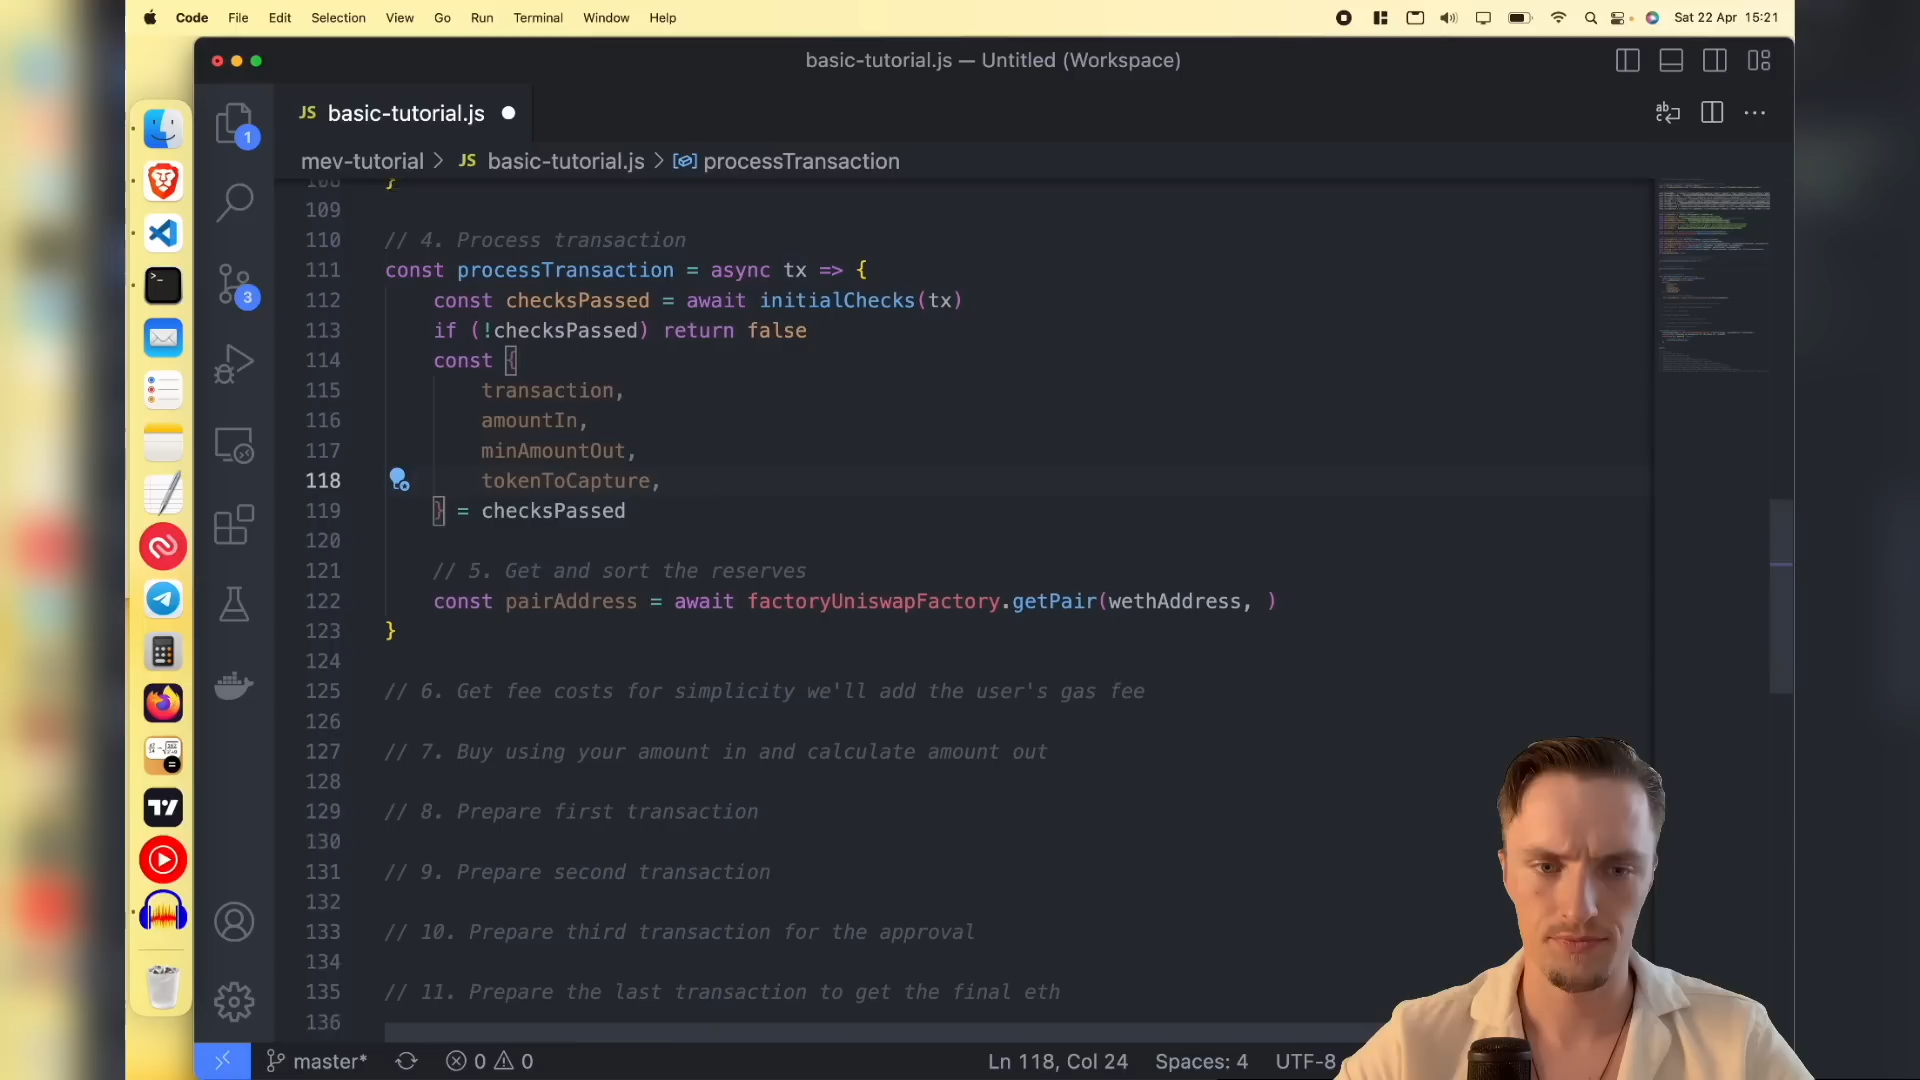 Code File Edit Selection View Go Run Terminal Window Help Sat 22 Apr 15:21
basic-tutorial.js — Untitled (Workspace)
JS basic-tutorial.js
mev-tutorial > JS basic-tutorial.js > processTransaction
108 }
109
110 // 4. Process transaction
111 const processTransaction = async tx => {
112 const checksPassed = await initialChecks(tx)
113 if (!checksPassed) return false
114 const {
115 transaction,
116 amountIn,
117 minAmountOut,
118 tokenToCapture,
119 } = checksPassed
120
121 // 5. Get and sort the reserves
122 const pairAddress = await factoryUniswapFactory.getPair(wethAddress, )
123 }
124
125 // 6. Get fee costs for simplicity we'll add the user's gas fee
126
127 // 7. Buy using your amount in and calculate amount out
128
129 // 8. Prepare first transaction
130
131 // 9. Prepare second transaction
132
133 // 10. Prepare third transaction for the approval
134
135 // 11. Prepare the last transaction to get the final eth
136
1
3
master* 0 0 Ln 118, Col 24 Spaces: 4 UTF-8